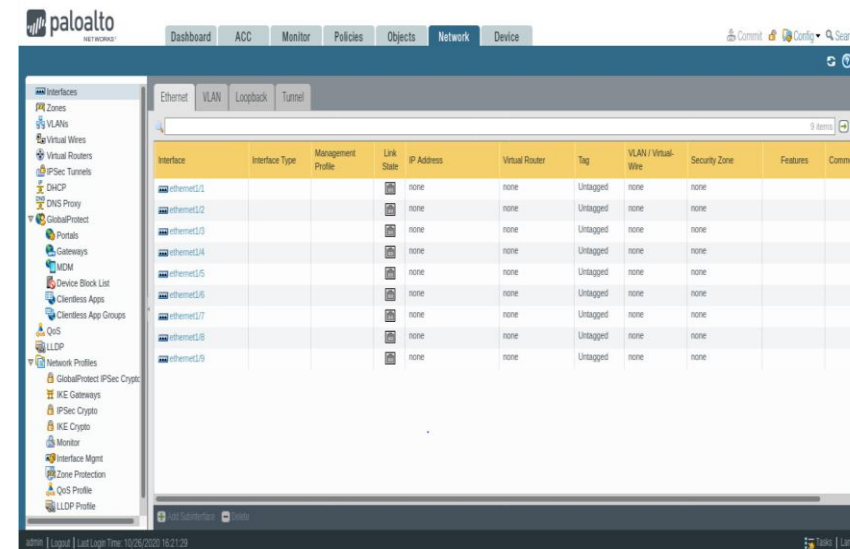 paloalto
NETWORKS
Dashboard ACC Monitor Policies Objects Network Device
Commit Config
Interfaces
Zones
VLANs
Virtual Wires
Virtual Routers
IPSec Tunnels
DHCP
DNS Proxy
GlobalProtect
Portals
Gateways
MDM
Device Block List
Clientless Apps
Clientless App Groups
QoS
LLDP
Network Profiles
GlobalProtect IPSec Crypto
IKE Gateways
IPSec Crypto
IKE Crypto
Monitor
Interface Mgmt
Zone Protection
QoS Profile
LLDP Profile
Ethernet VLAN Loopback Tunnel
9 items
Interface Interface Type Management Profile Link State IP Address Virtual Router Tag VLAN / Virtual-Wire Security Zone Features
ethernet1/1 none none Untagged none none
ethernet1/2 none none Untagged none none
ethernet1/3 none none Untagged none none
ethernet1/4 none none Untagged none none
ethernet1/5 none none Untagged none none
ethernet1/6 none none Untagged none none
ethernet1/7 none none Untagged none none
ethernet1/8 none none Untagged none none
ethernet1/9 none none Untagged none none
Add Subinterface Delete
admin | Logout | Last Login Time: 10/26/2020 16:21:29
Tasks |